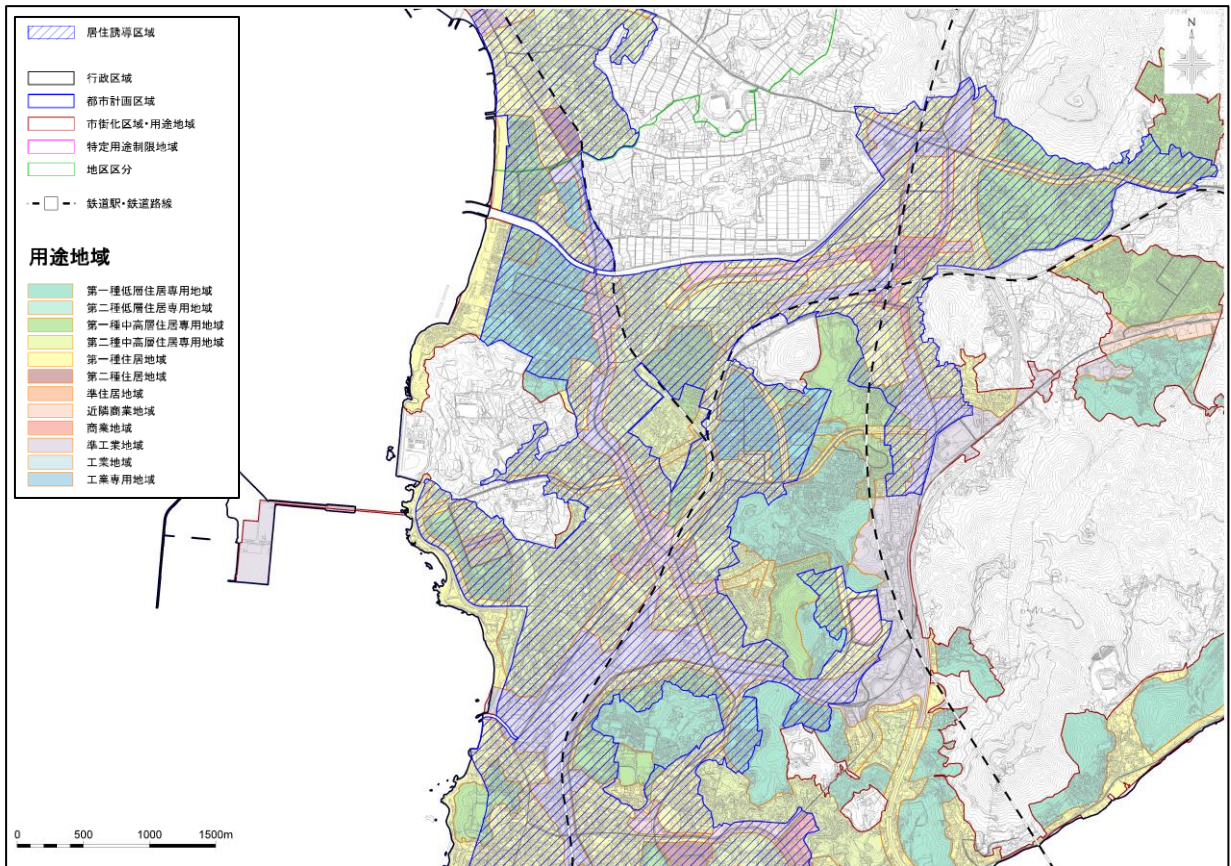 居住誘導区域
行政区域
都市計画区域
市街化区域・用途地域
特定用途制限地域
地区区分
鉄道駅・鉄道路線
用途地域
第一種低層住居専用地域
第二種低層住居専用地域
第一種中高層住居専用地域
第二種中高層住居専用地域
第一種住居地域
第二種住居地域
準住居地域
近隣商業地域
商業地域
準工業地域
工業地域
工業専用地域
N
0 500 1000 1500m